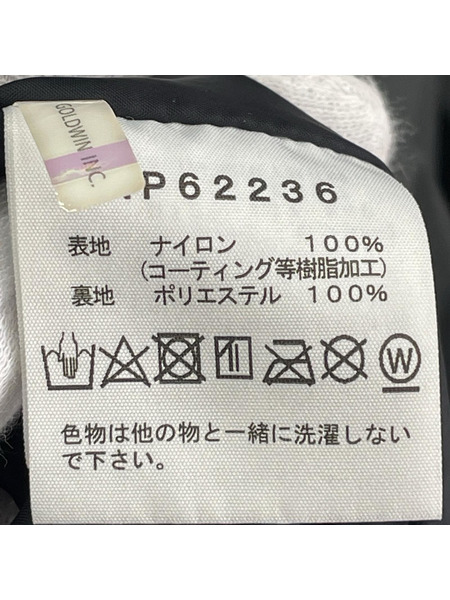 GOLDWIN INC.
P62236
表地 ナイロン 100%
(コーティング等樹脂加工)
裏地 ポリエステル 100%
W
色物は他の物と一緒に洗濯しない
で下さい。